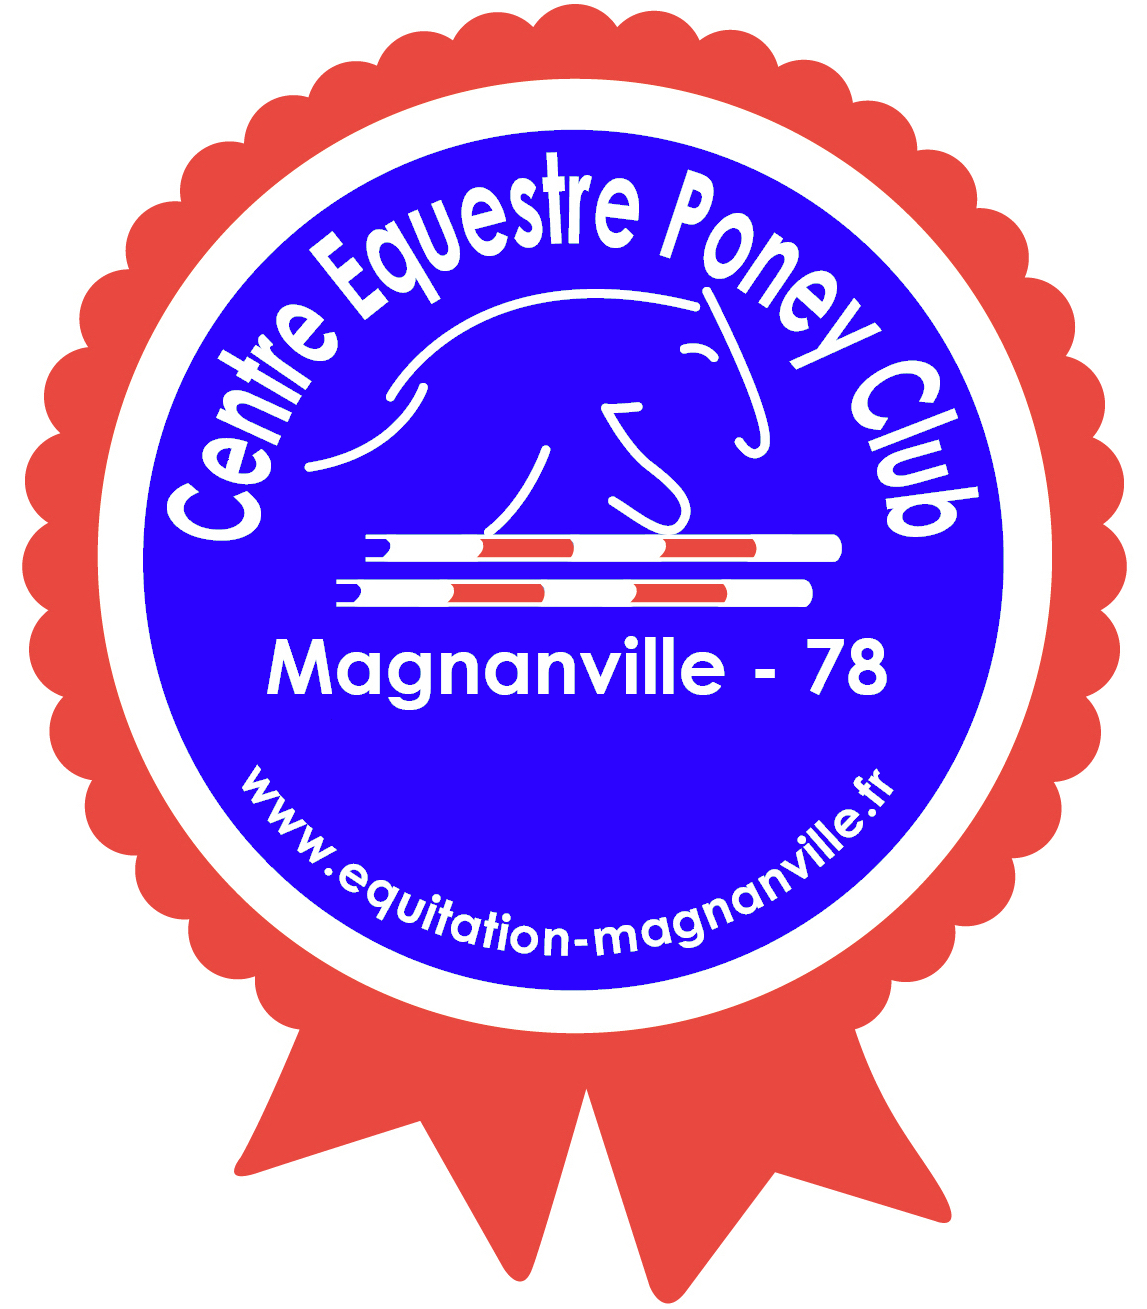 Centre Equestre Poney Club
Magnanville - 78
www.equitation-magnanville.fr